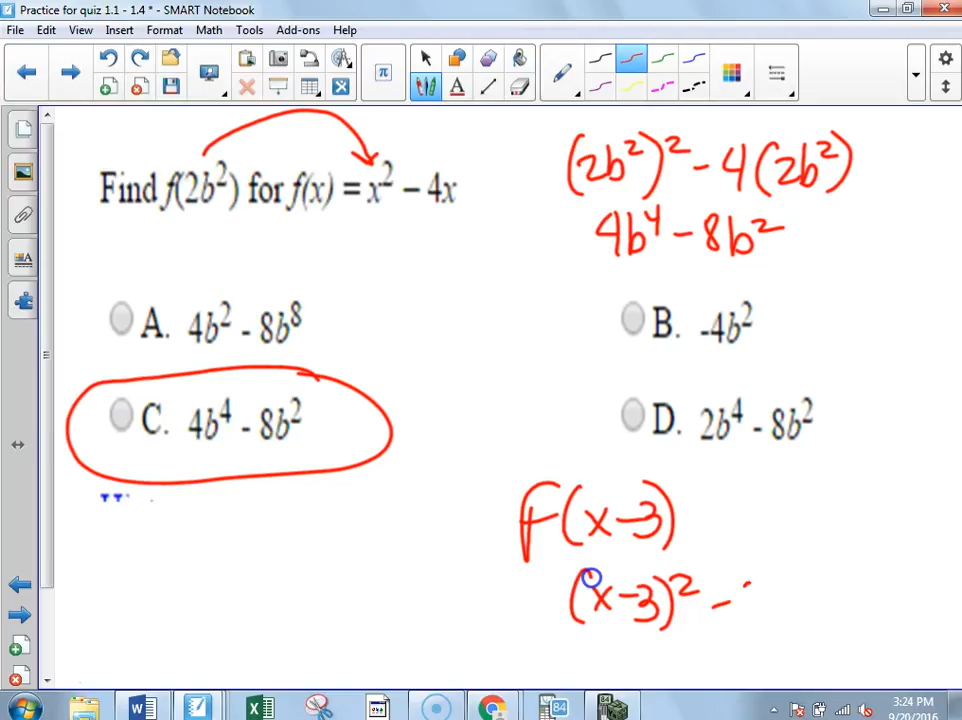 Practice for quiz 1.1 - 1.4 * - SMART Notebook
File Edit View Insert Format Math Tools Add-ons Help
π
A
Find f(2b²) for f(x) = x² − 4x
(2b²)² - 4(2b²)
4b⁴ - 8b²
A. 4b² - 8b⁸
B. -4b²
C. 4b⁴ - 8b²
D. 2b⁴ - 8b²
f(x-3)
(x-3)² -
3:24 PM
9/20/2016